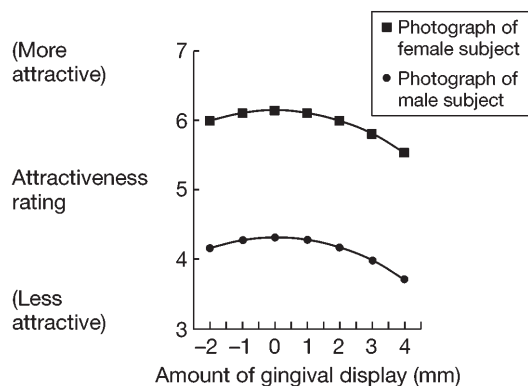 Photograph of
female subject
Photograph of
male subject
(More
attractive)
Attractiveness
rating
(Less
attractive)
7
6
5
4
3
–2 –1 0 1 2 3 4
Amount of gingival display (mm)